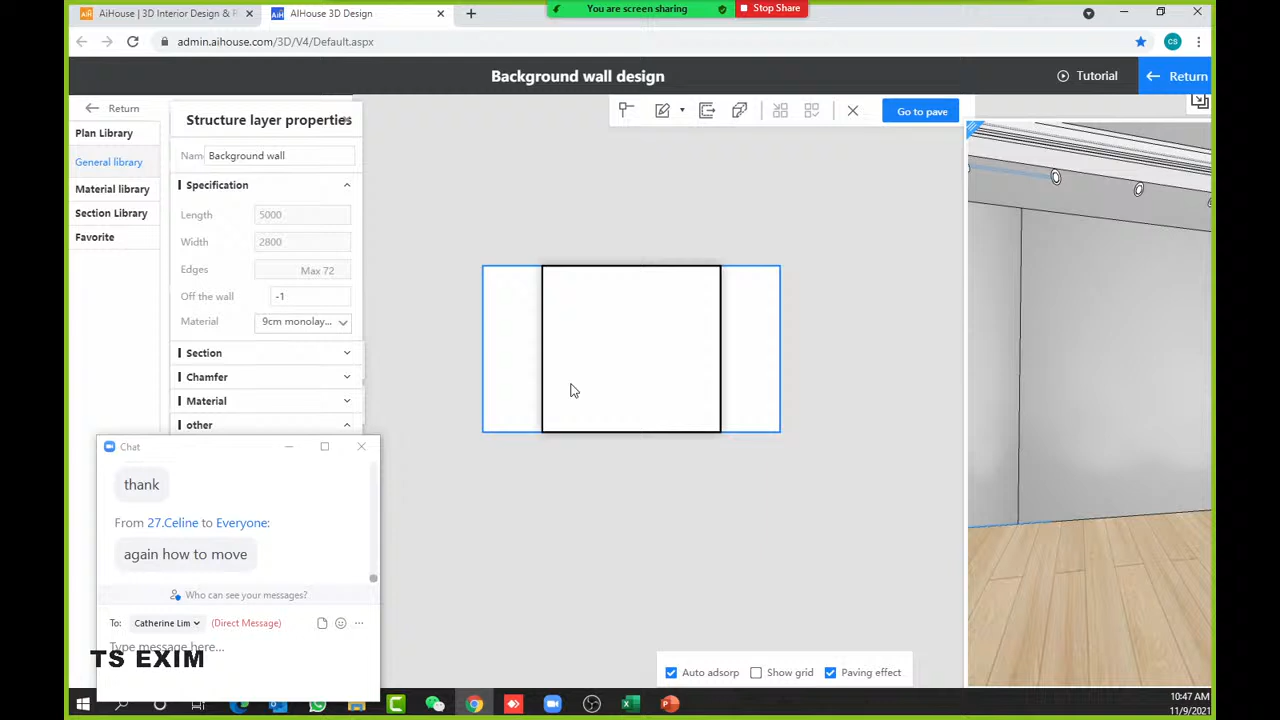 You are screen sharing
Stop Share
AiHouse | 3D Interior Design &
AIHouse 3D Design
admin.aihouse.com/3D/V4/Default.aspx
CS
Background wall design
Tutorial
Return
Return
Structure layer properties
Go to pave
Plan Library
General library
Material library
Section Library
Favorite
Name
Background wall
Specification
Length
5000
Width
2800
Edges
Max 72
Off the wall
-1
Material
9cm monolay...
Section
Chamfer
Material
other
Chat
thank
From 27.Celine to Everyone:
again how to move
Who can see your messages?
To: Catherine Lim (Direct Message)
Type message here...
TS EXIM
Auto adsorp
Show grid
Paving effect
10:47 AM
11/9/2021